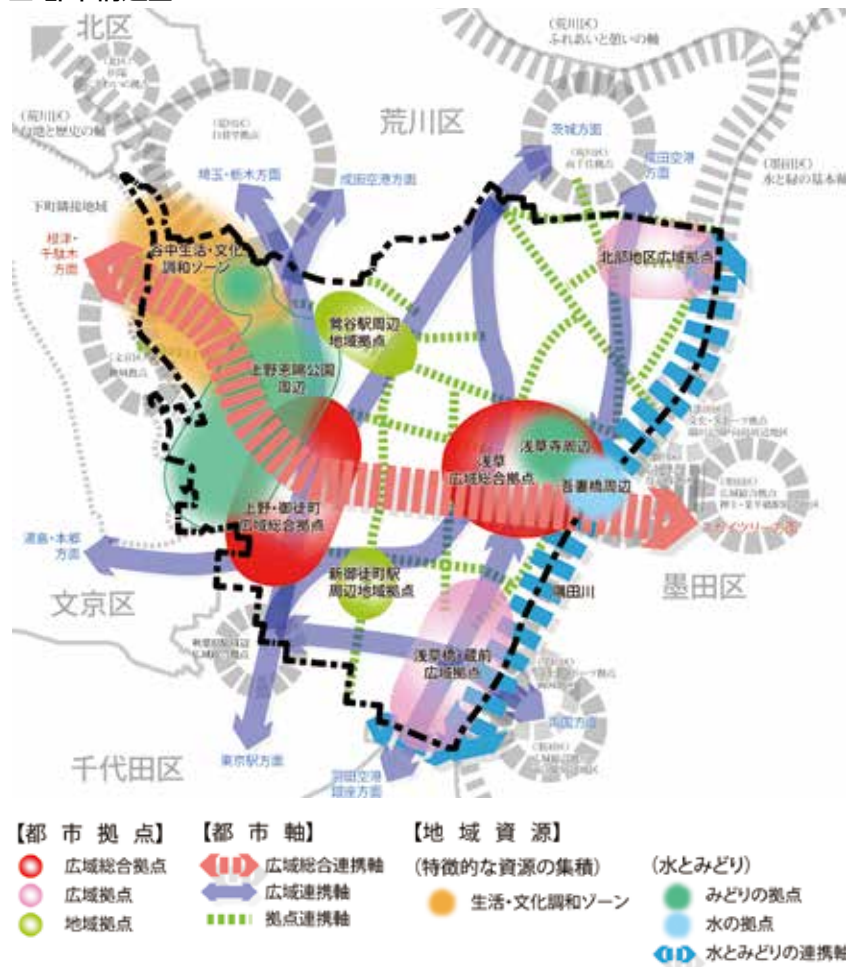 北区
(荒川区)
ふれあいと憩いの軸
荒川区
茨城方面
成田空港
方面
(墨田区)
水と緑の基本軸
埼玉・栃木方面
成田空港方面
下町隣接地域
根津・
千駄木
方面
谷中生活・文化
調和ゾーン
北部地区広域拠点
鶯谷駅周辺
地域拠点
上野恩賜公園
周辺
浅草寺周辺
浅草
広域総合拠点
吾妻橋周辺
上野・御徒町
広域総合拠点
スカイツリー方面
湯島・本郷
方面
新御徒町駅
周辺地域拠点
隅田川
墨田区
文京区
浅草橋・蔵前
広域拠点
両国方面
千代田区
東京駅方面
羽田空港
銀座方面
【都市拠点】
広域総合拠点
広域拠点
地域拠点
【都市軸】
広域総合連携軸
広域連携軸
拠点連携軸
【地域資源】
(特徴的な資源の集積)
生活・文化調和ゾーン
(水とみどり)
みどりの拠点
水の拠点
水とみどりの連携軸